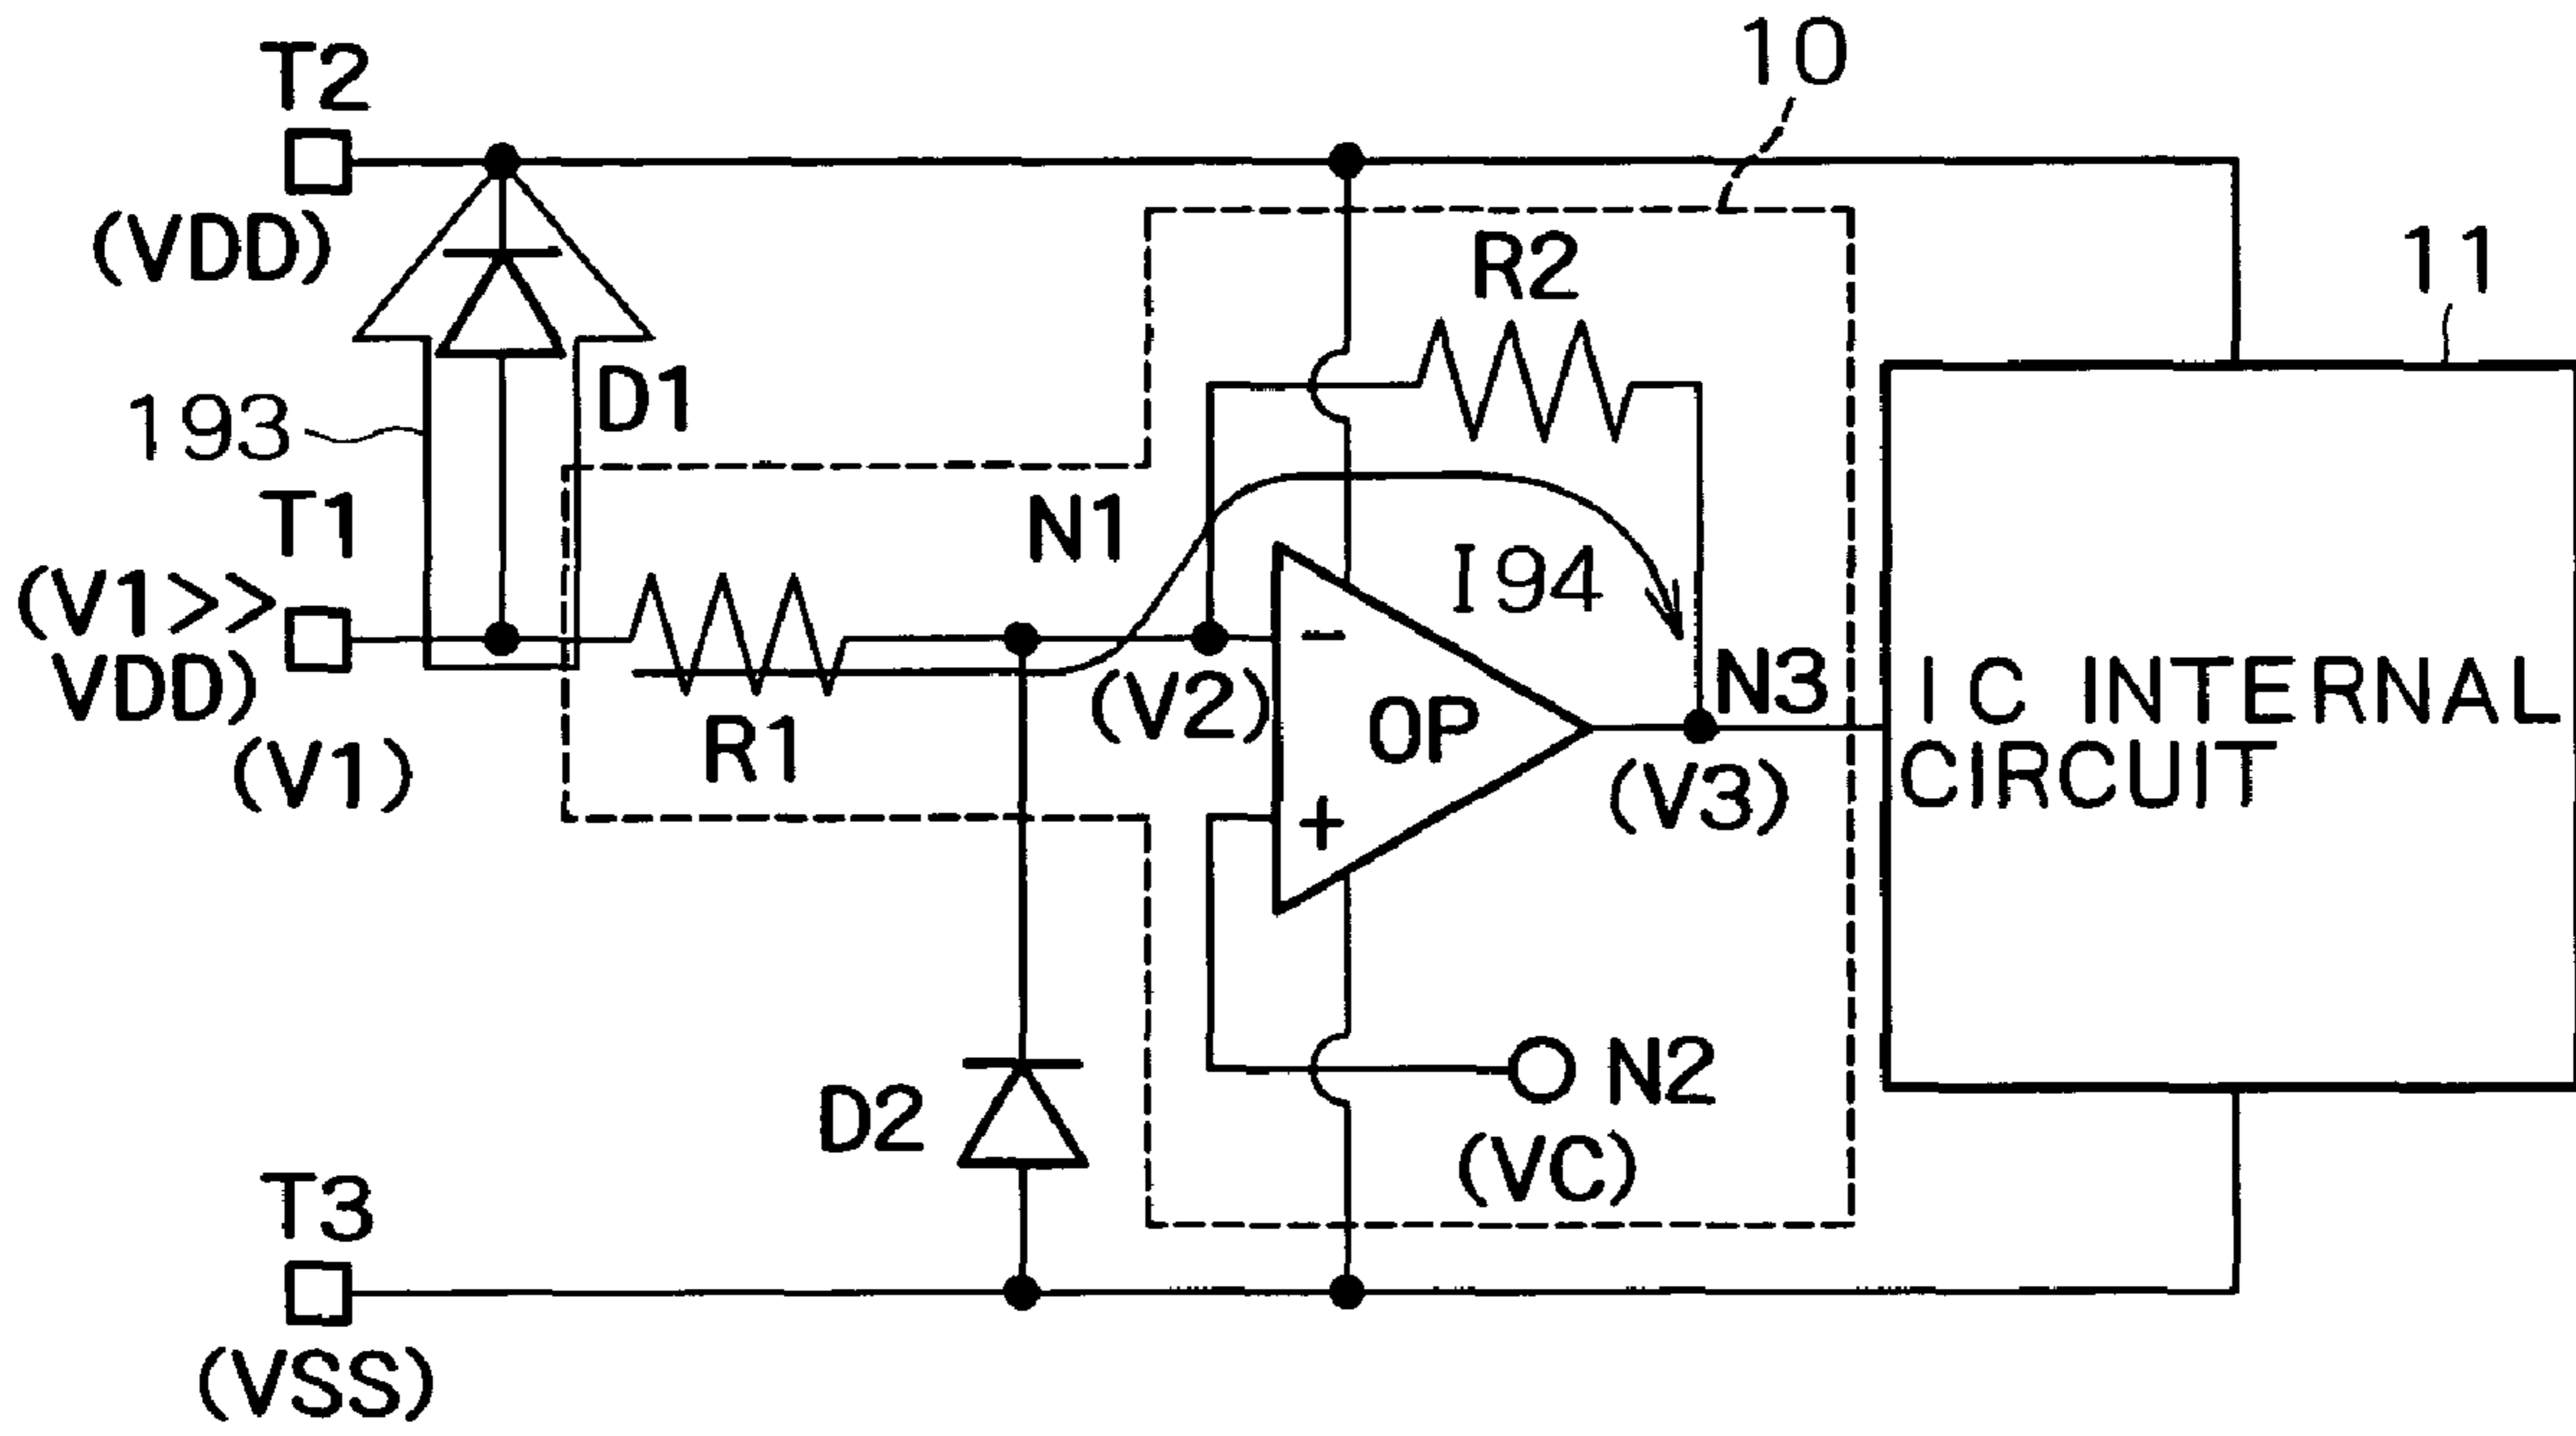 10
T2
(VDD)
R2
11
D1
193
T1
N1
(V1>>
VDD)
I94
N3
IC INTERNAL
CIRCUIT
(V2)
-
OP
R1
(V1)
(V3)
+
N2
D2
(VC)
T3
(VSS)